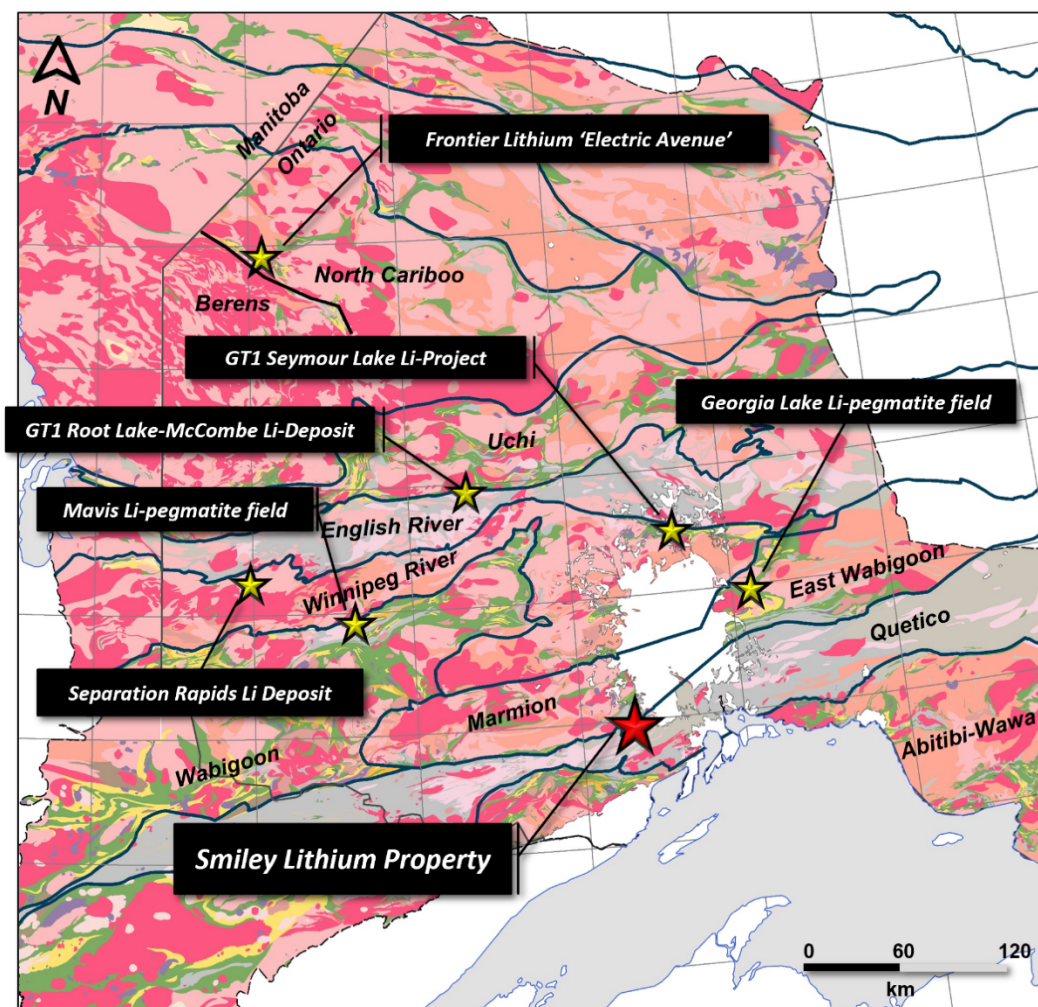 N
Manitoba
Ontario
Frontier Lithium ‘Electric Avenue’
North Cariboo
Berens
GT1 Seymour Lake Li-Project
Georgia Lake Li-pegmatite field
GT1 Root Lake-McCombe Li-Deposit
Uchi
Mavis Li-pegmatite field
English River
Winnipeg River
East Wabigoon
Quetico
Separation Rapids Li Deposit
Marmion
Abitibi-Wawa
Wabigoon
Smiley Lithium Property
0 60 120
km